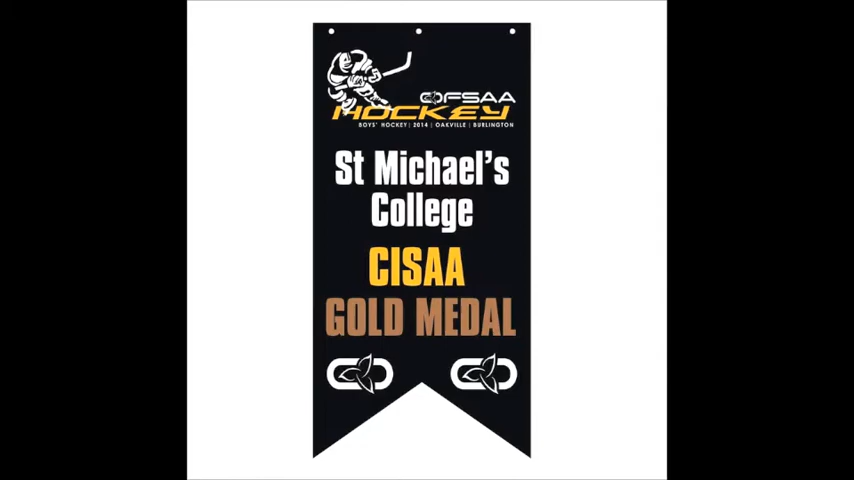 OFSAA
HOCKEY
BOYS' HOCKEY | 2014 | OAKVILLE | BURLINGTON
St Michael's
College
CISAA
GOLD MEDAL